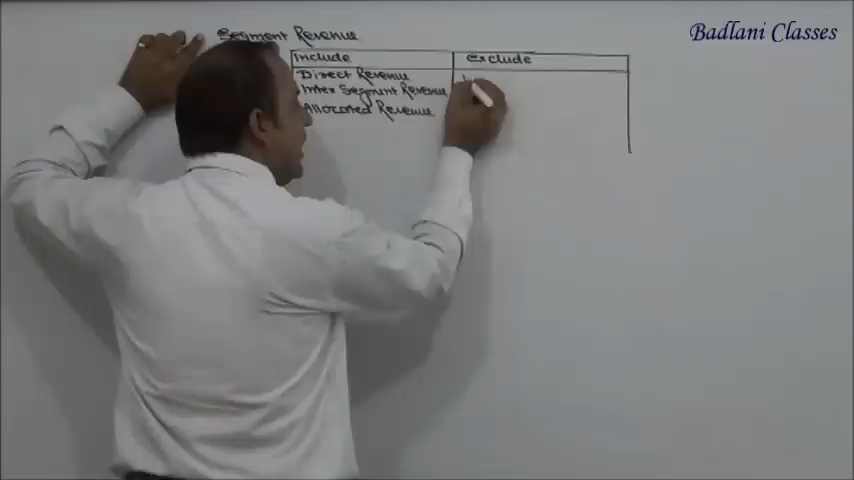 Badlani Classes
Segment Revenue
Include
Exclude
Direct Revenue
Inter Segment Revenue
Allocated Revenue